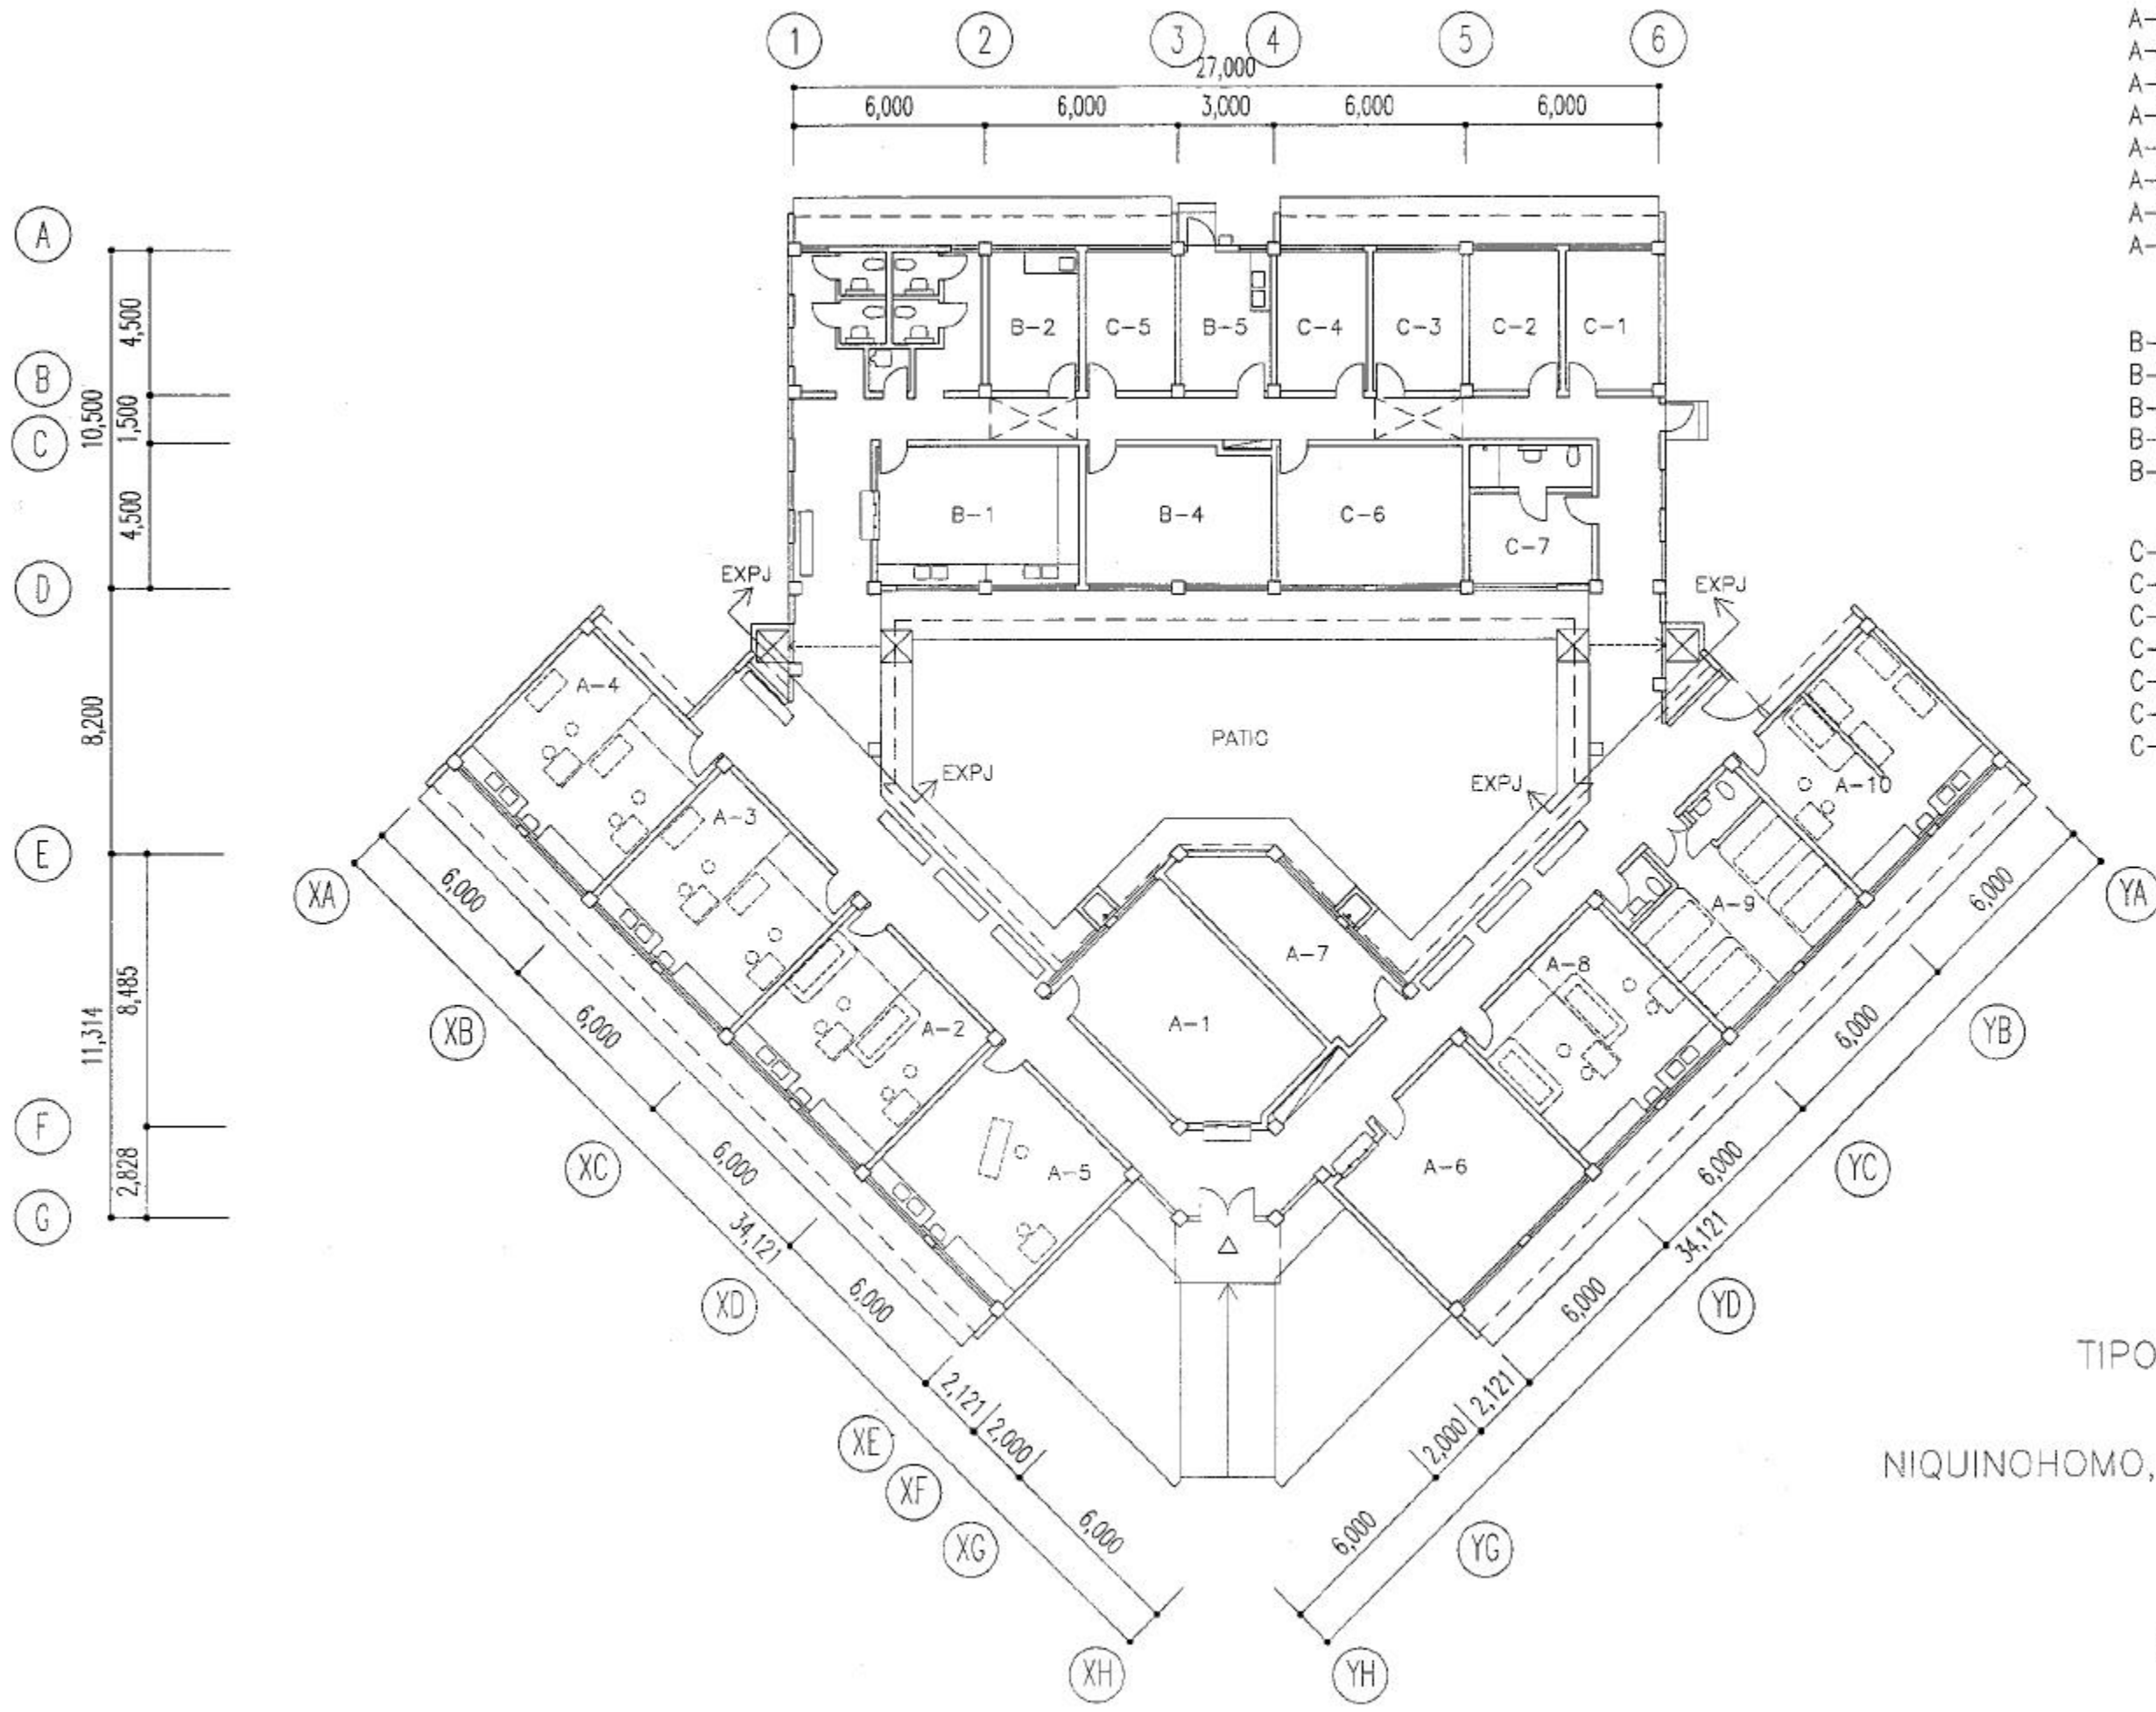 1 2 3 4 5 6
27,000
6,000 6,000 3,000 6,000 6,000
A-
A-
A-
A-
A-
A-
A-
A-
B-
B-
B-
B-
B-
C-
C-
C-
C-
C-
C-
C-
A
B
C
D
E
F
G
4,500
1,500
10,500
4,500
8,200
8,485
11,314
2,828
B-2 C-5 B-5 C-4 C-3 C-2 C-1
B-1 B-4 C-6 C-7
EXPJ EXPJ
PATIO
EXPJ EXPJ
A-4
A-3
A-2
A-5
A-1
A-7
A-6
A-8
A-9
A-10
XA
XB
XC
XD
XE
XF
XG
XH
6,000
6,000
6,000
6,000
34,121
2,121
2,000
6,000
YA
YB
YC
YD
YG
YH
6,000
6,000
6,000
6,000
34,121
2,121
2,000
6,000
TIPO
NIQUINOHOMO,